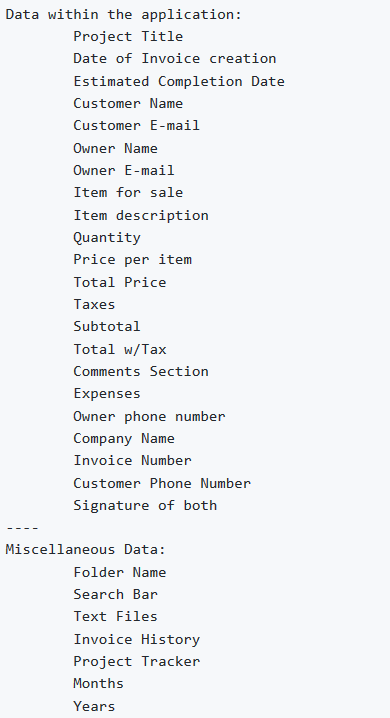 Data within the application:
Project Title
Date of Invoice creation
Estimated Completion Date
Customer Name
Customer E-mail
Owner Name
Owner E-mail
Item for sale
Item description
Quantity
Price per item
Total Price
Taxes
Subtotal
Total w/Tax
Comments Section
Expenses
Owner phone number
Company Name
Invoice Number
Customer Phone Number
Signature of both
----
Miscellaneous Data:
Folder Name
Search Bar
Text Files
Invoice History
Project Tracker
Months
Years